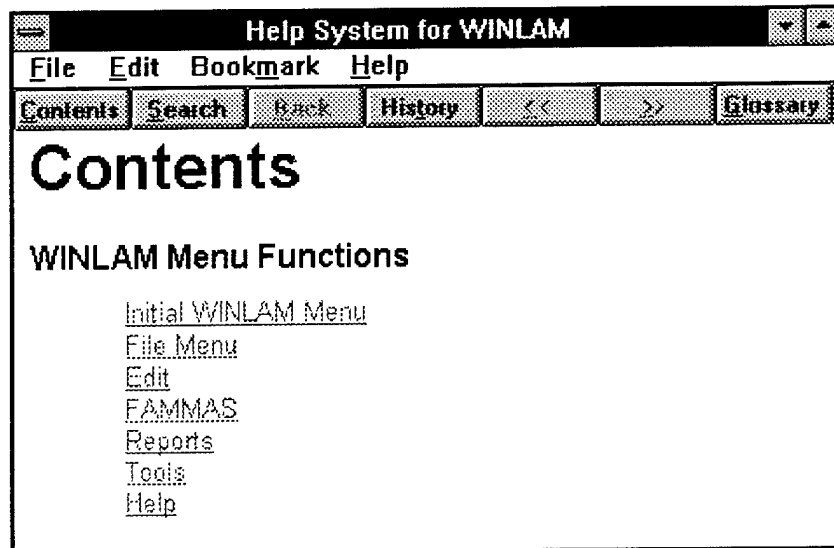 Help System for WINLAM
File Edit Bookmark Help
Contents Search Back History << >> Glossary
Contents
WINLAM Menu Functions
Initial WINLAM Menu
File Menu
Edit
FAMMAS
Reports
Tools
Help